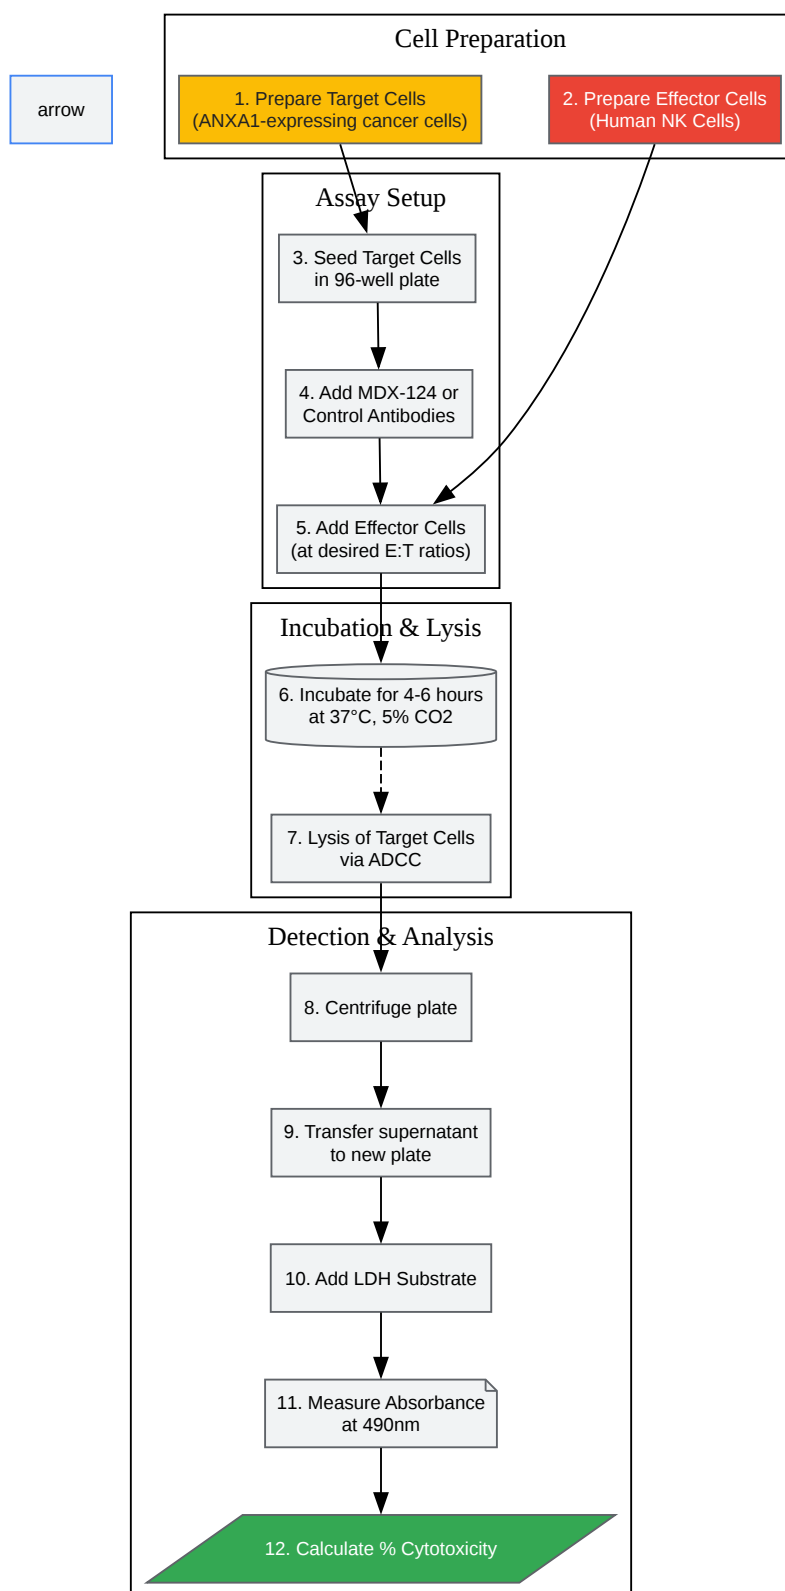 Cell Preparation
arrow
1. Prepare Target Cells
(ANXA1-expressing cancer cells)
2. Prepare Effector Cells
(Human NK Cells)
Assay Setup
3. Seed Target Cells
in 96-well plate
4. Add MDX-124 or
Control Antibodies
5. Add Effector Cells
(at desired E:T ratios)
Incubation & Lysis
6. Incubate for 4-6 hours
at 37°C, 5% CO2
7. Lysis of Target Cells
via ADCC
Detection & Analysis
8. Centrifuge plate
9. Transfer supernatant
to new plate
10. Add LDH Substrate
11. Measure Absorbance
at 490nm
12. Calculate % Cytotoxicity